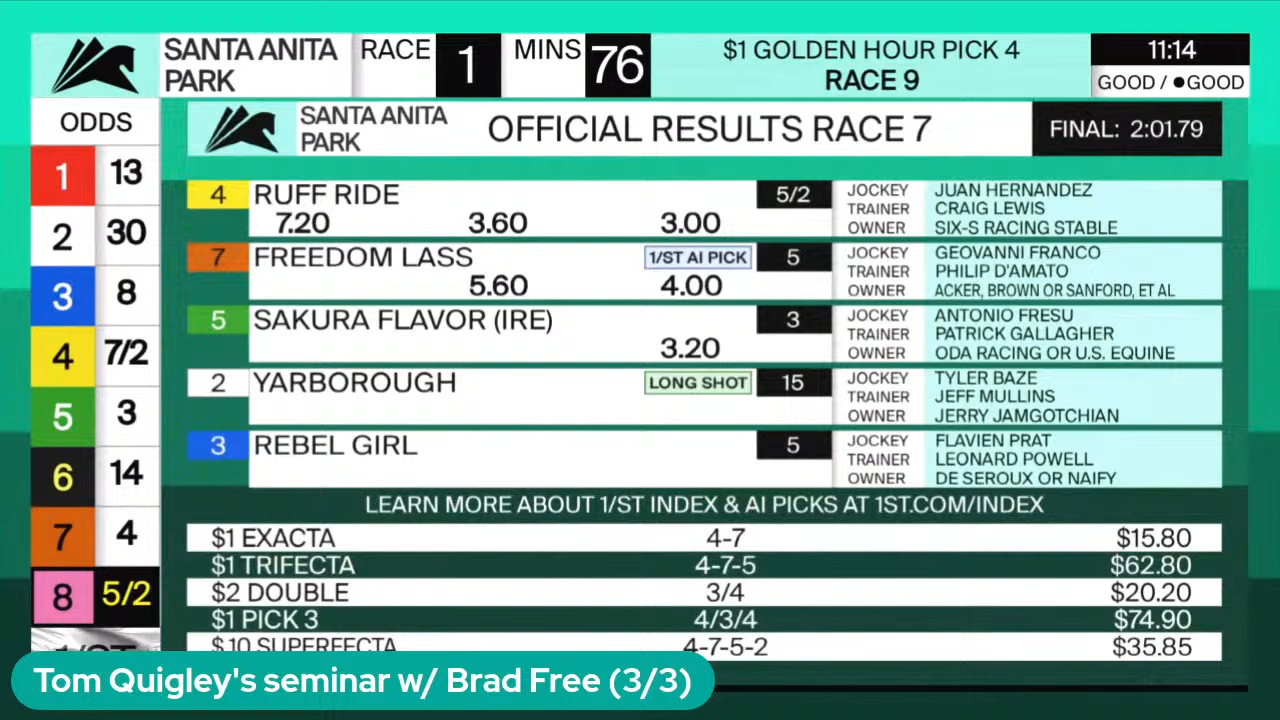 SANTA ANITA PARK
RACE 1
MINS 76
$1 GOLDEN HOUR PICK 4
RACE 9
11:14
GOOD / ●GOOD
ODDS
1 13
2 30
3 8
4 7/2
5 3
6 14
7 4
8 5/2
SANTA ANITA PARK
OFFICIAL RESULTS RACE 7
FINAL: 2:01.79
4 RUFF RIDE 5/2
7.20 3.60 3.00
JOCKEY JUAN HERNANDEZ
TRAINER CRAIG LEWIS
OWNER SIX-S RACING STABLE
7 FREEDOM LASS 1/ST AI PICK 5
5.60 4.00
JOCKEY GEOVANNI FRANCO
TRAINER PHILIP D'AMATO
OWNER ACKER, BROWN OR SANFORD, ET AL
5 SAKURA FLAVOR (IRE) 3
3.20
JOCKEY ANTONIO FRESU
TRAINER PATRICK GALLAGHER
OWNER ODA RACING OR U.S. EQUINE
2 YARBOROUGH LONG SHOT 15
JOCKEY TYLER BAZE
TRAINER JEFF MULLINS
OWNER JERRY JAMGOTCHIAN
3 REBEL GIRL 5
JOCKEY FLAVIEN PRAT
TRAINER LEONARD POWELL
OWNER DE SEROUX OR NAIFY
LEARN MORE ABOUT 1/ST INDEX & AI PICKS AT 1ST.COM/INDEX
$1 EXACTA 4-7 $15.80
$1 TRIFECTA 4-7-5 $62.80
$2 DOUBLE 3/4 $20.20
$1 PICK 3 4/3/4 $74.90
$.10 SUPERFECTA 4-7-5-2 $35.85
Tom Quigley's seminar w/ Brad Free (3/3)